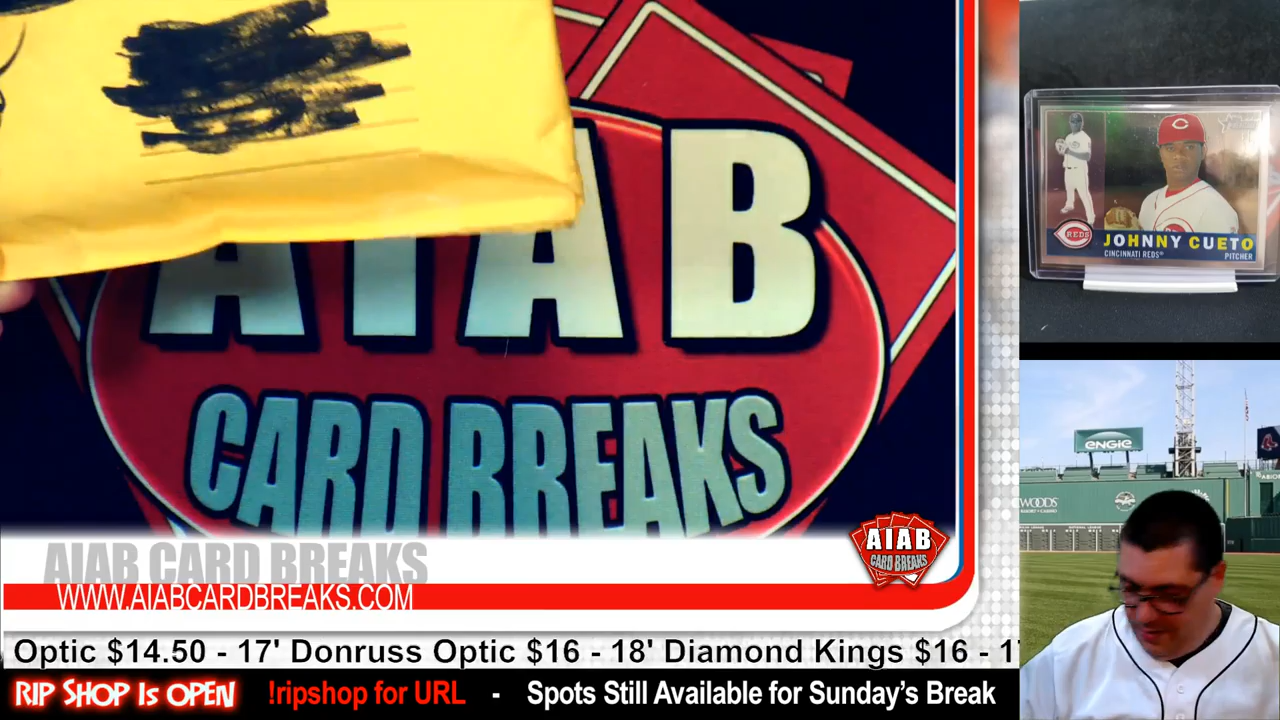 AIAB
CARD BREAKS
AIAB CARD BREAKS
WWW.AIABCARDBREAKS.COM
AIAB
CARD BREAKS
Optic $14.50 - 17' Donruss Optic $16 - 18' Diamond Kings $16 - 1
RIP SHOP IS OPEN !ripshop for URL - Spots Still Available for Sunday's Break
C
REDS
JOHNNY CUETO
CINCINNATI REDS® PITCHER
ENGIE
WOODS